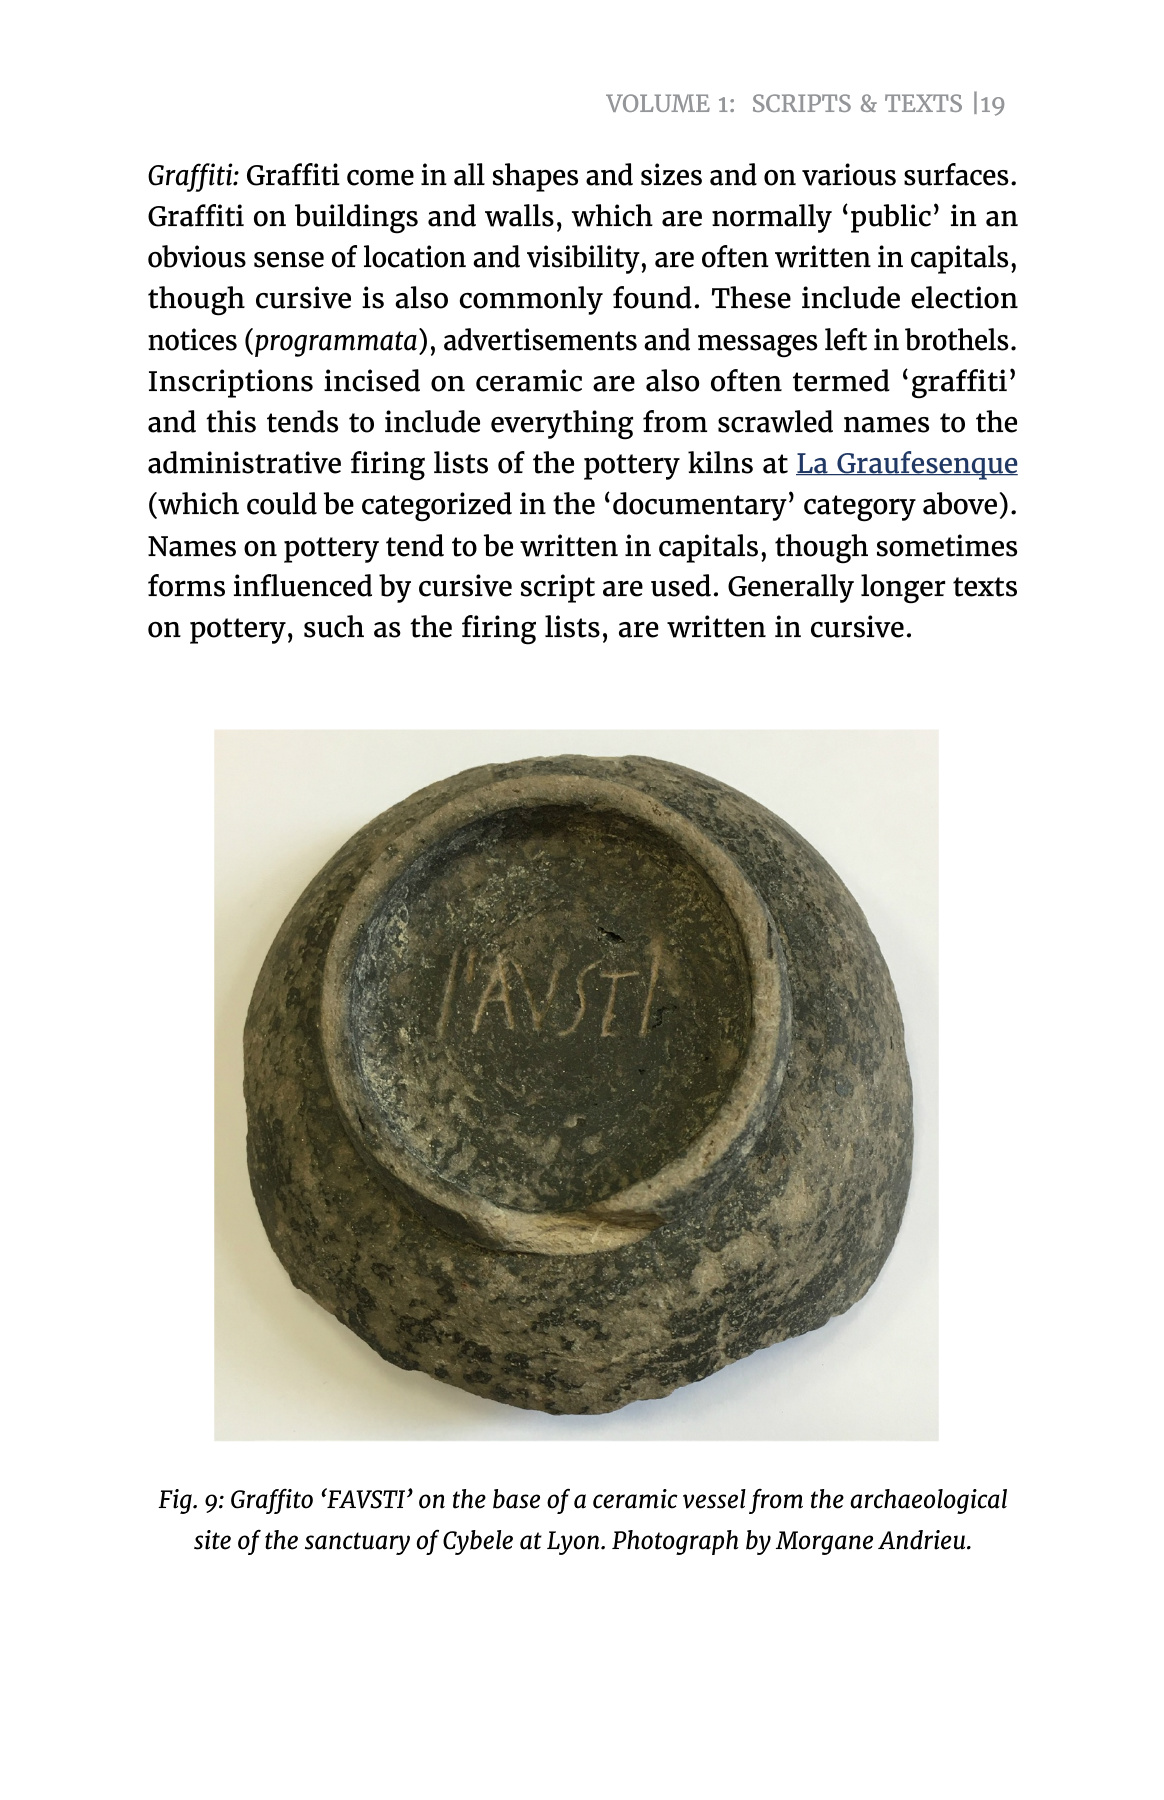 VOLUME 1: SCRIPTS & TEXTS |19
Graffiti: Graffiti come in all shapes and sizes and on various surfaces.
Graffiti on buildings and walls, which are normally ‘public’ in an
obvious sense of location and visibility, are often written in capitals,
though cursive is also commonly found. These include election
notices (programmata), advertisements and messages left in brothels.
Inscriptions incised on ceramic are also often termed ‘graffiti’
and this tends to include everything from scrawled names to the
administrative firing lists of the pottery kilns at La Graufesenque
(which could be categorized in the ‘documentary’ category above).
Names on pottery tend to be written in capitals, though sometimes
forms influenced by cursive script are used. Generally longer texts
on pottery, such as the firing lists, are written in cursive.
FAVSTI
Fig. 9: Graffito ‘FAVSTI’ on the base of a ceramic vessel from the archaeological
site of the sanctuary of Cybele at Lyon. Photograph by Morgane Andrieu.